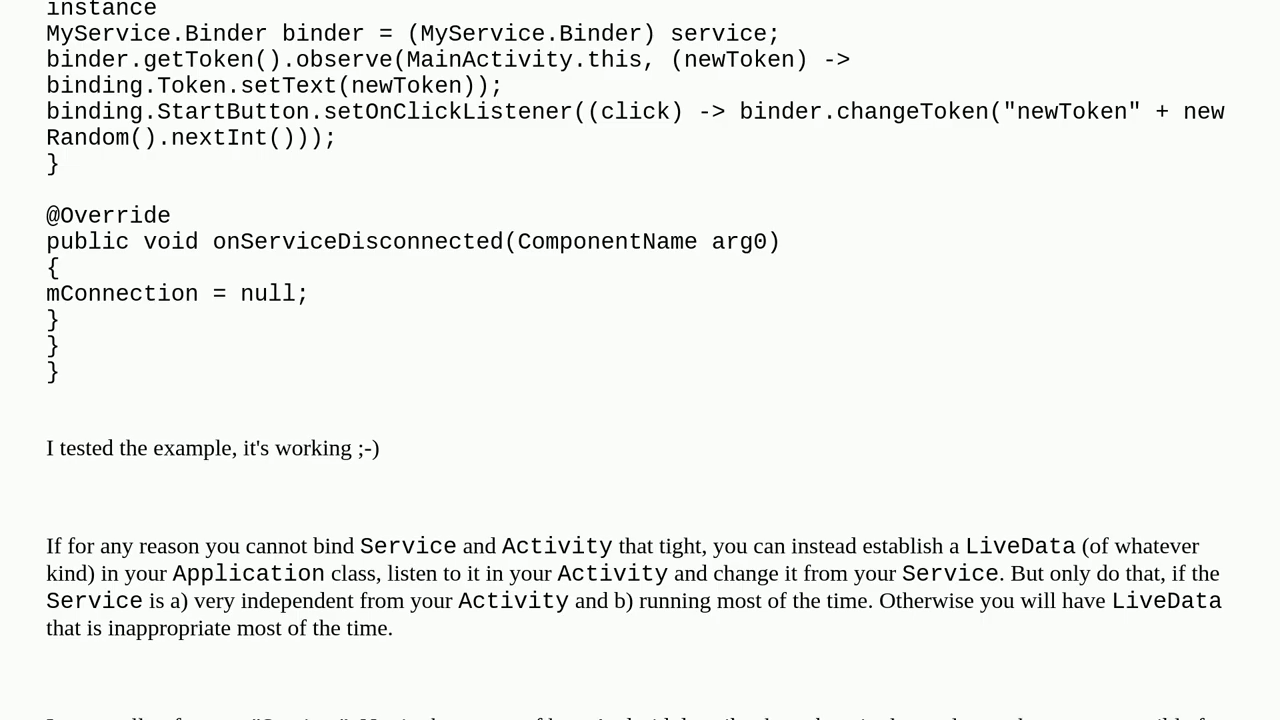 instance
MyService.Binder binder = (MyService.Binder) service;
binder.getToken().observe(MainActivity.this, (newToken) ->
binding.Token.setText(newToken));
binding.StartButton.setOnClickListener((click) -> binder.changeToken("newToken" + new
Random().nextInt()));
}
@Override
public void onServiceDisconnected(ComponentName arg0)
{
mConnection = null;
}
}
}
I tested the example, it's working ;-)
If for any reason you cannot bind Service and Activity that tight, you can instead establish a LiveData (of whatever
kind) in your Application class, listen to it in your Activity and change it from your Service. But only do that, if the
Service is a) very independent from your Activity and b) running most of the time. Otherwise you will have LiveData
that is inappropriate most of the time.